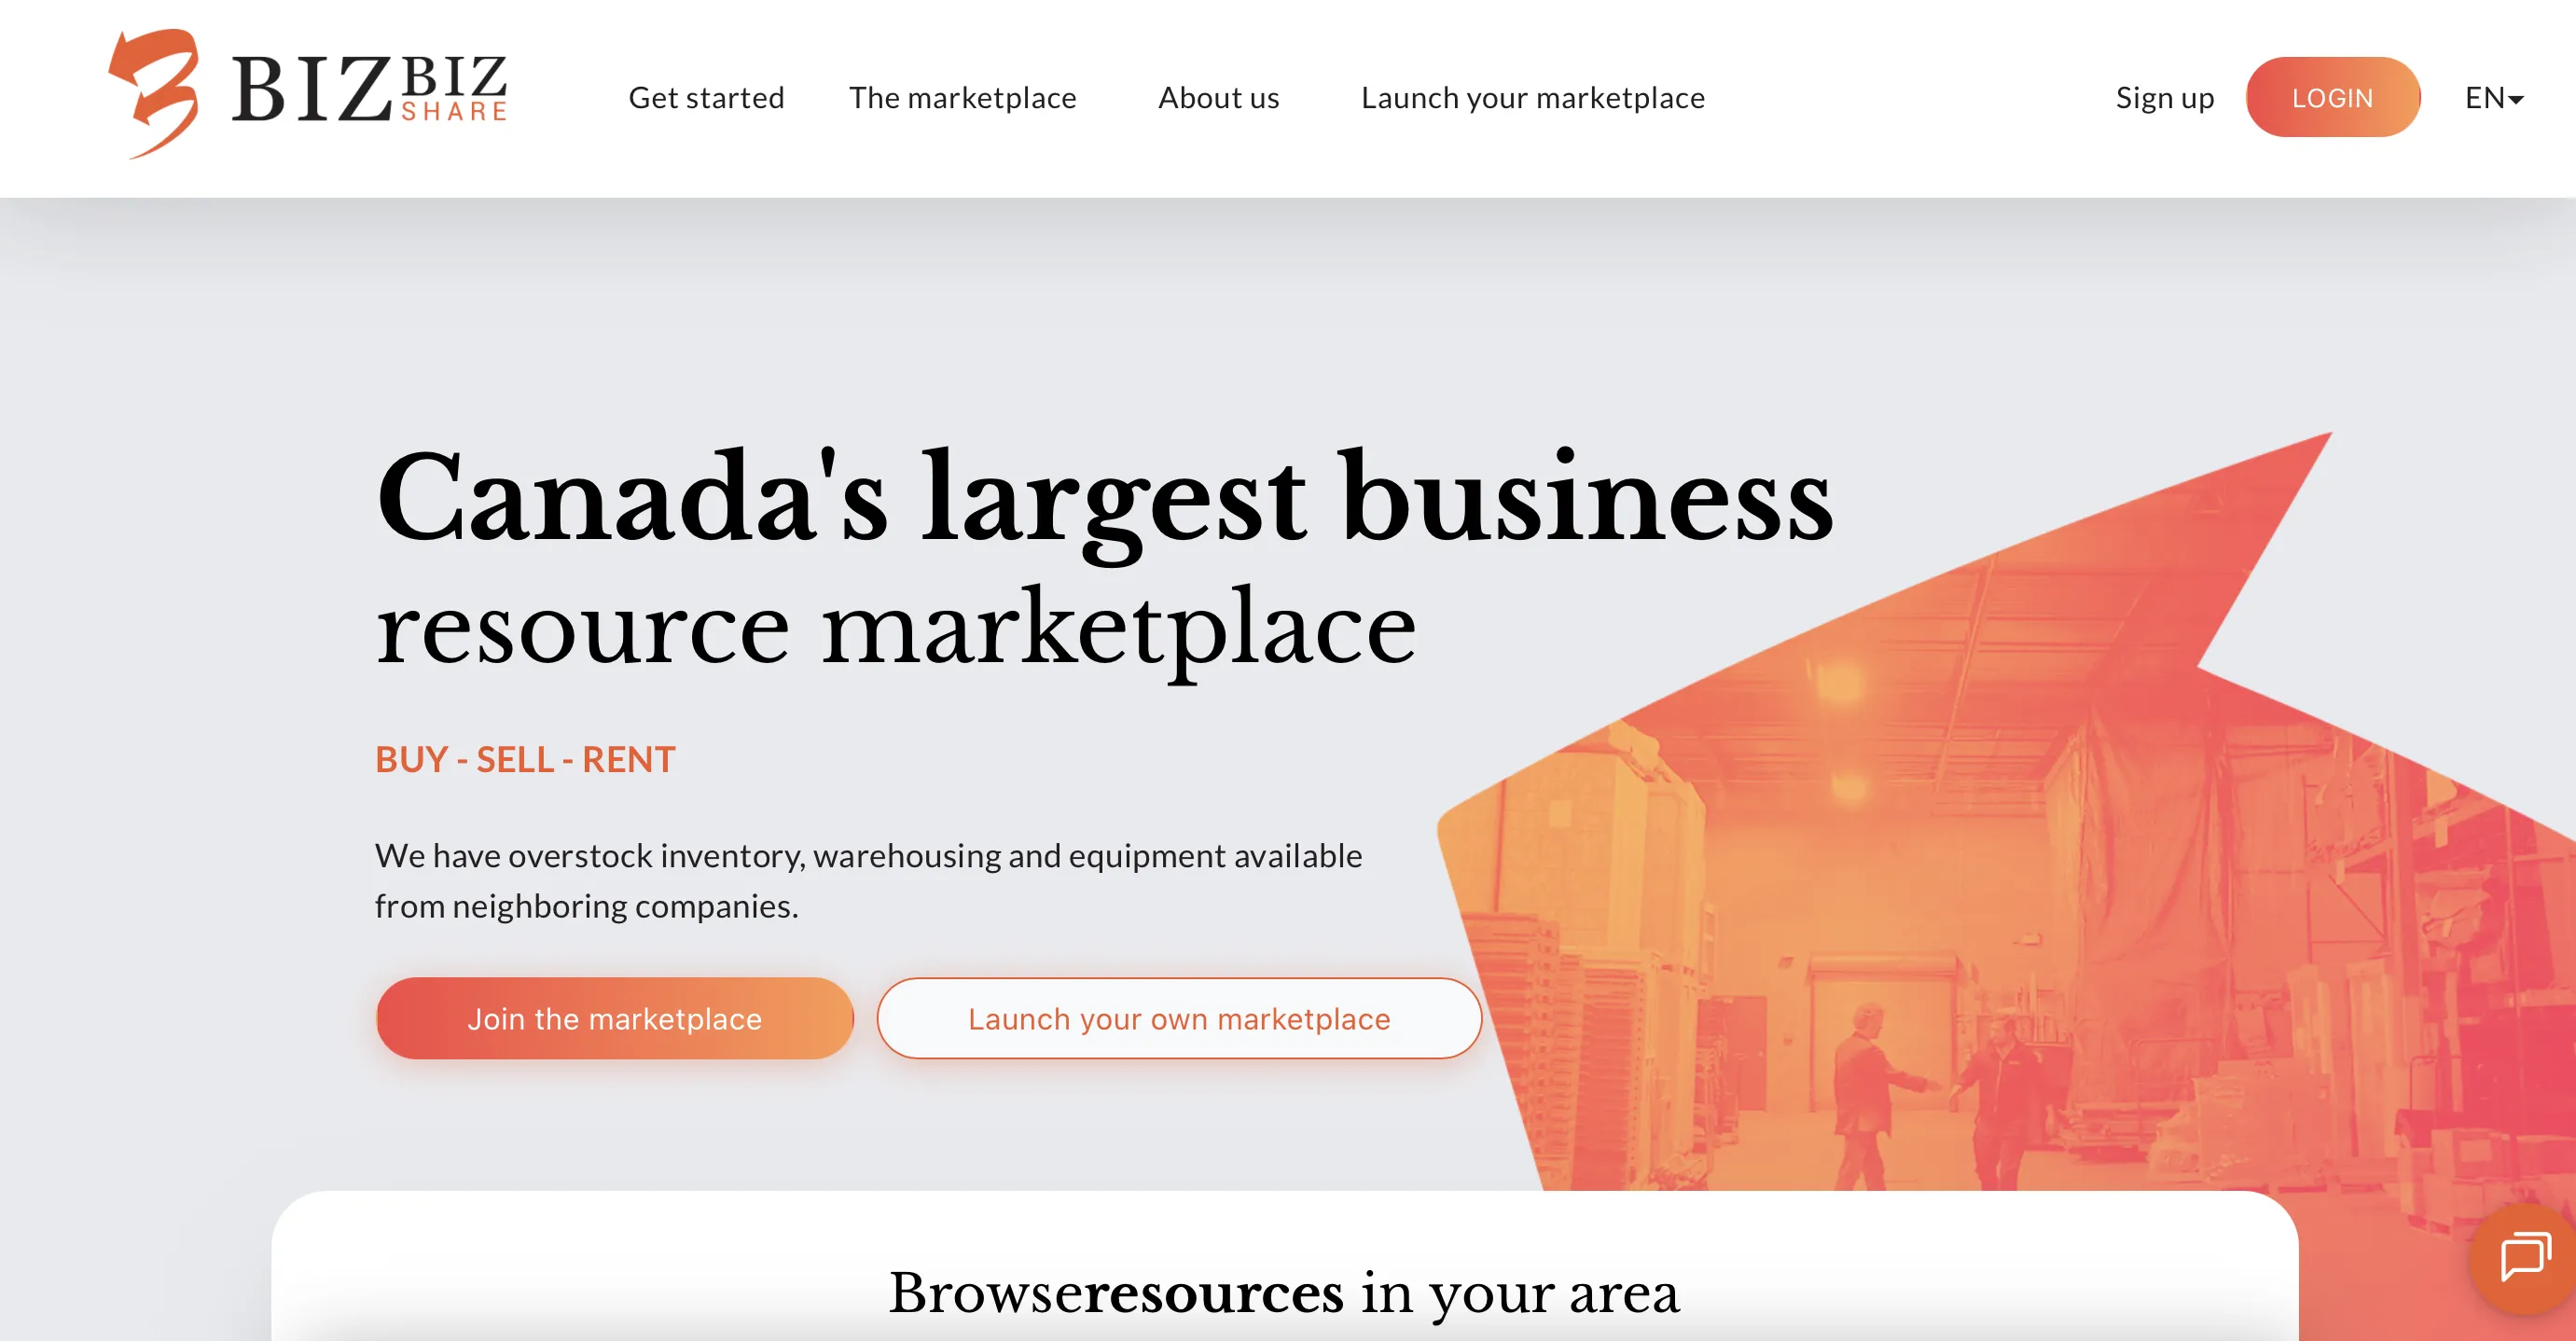 BIZBIZ
SHARE
Get started
The marketplace
About us
Launch your marketplace
Sign up
LOGIN
EN
Canada's largest business
resource marketplace
BUY - SELL - RENT
We have overstock inventory, warehousing and equipment available
from neighboring companies.
Join the marketplace
Launch your own marketplace
Browseresources in your area